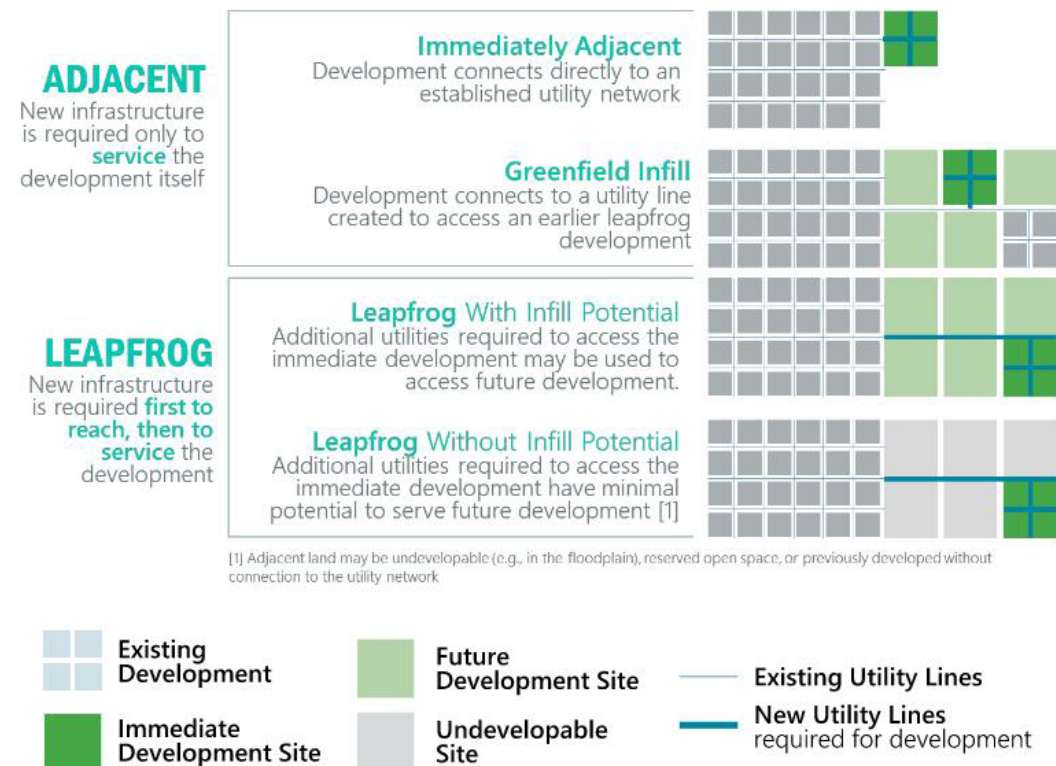 ADJACENT
New infrastructure
is required only to
service the
development itself
Immediately Adjacent
Development connects directly to an
established utility network
Greenfield Infill
Development connects to a utility line
created to access an earlier leapfrog
development
LEAPFROG
New infrastructure
is required first to
reach, then to
service the
development
Leapfrog With Infill Potential
Additional utilities required to access the
immediate development may be used to
access future development.
Leapfrog Without Infill Potential
Additional utilities required to access the
immediate development have minimal
potential to serve future development [1]
[1] Adjacent land may be undevelopable (e.g., in the floodplain), reserved open space, or previously developed without
connection to the utility network
Existing
Development
Immediate
Development Site
Future
Development Site
Undevelopable
Site
Existing Utility Lines
New Utility Lines
required for development